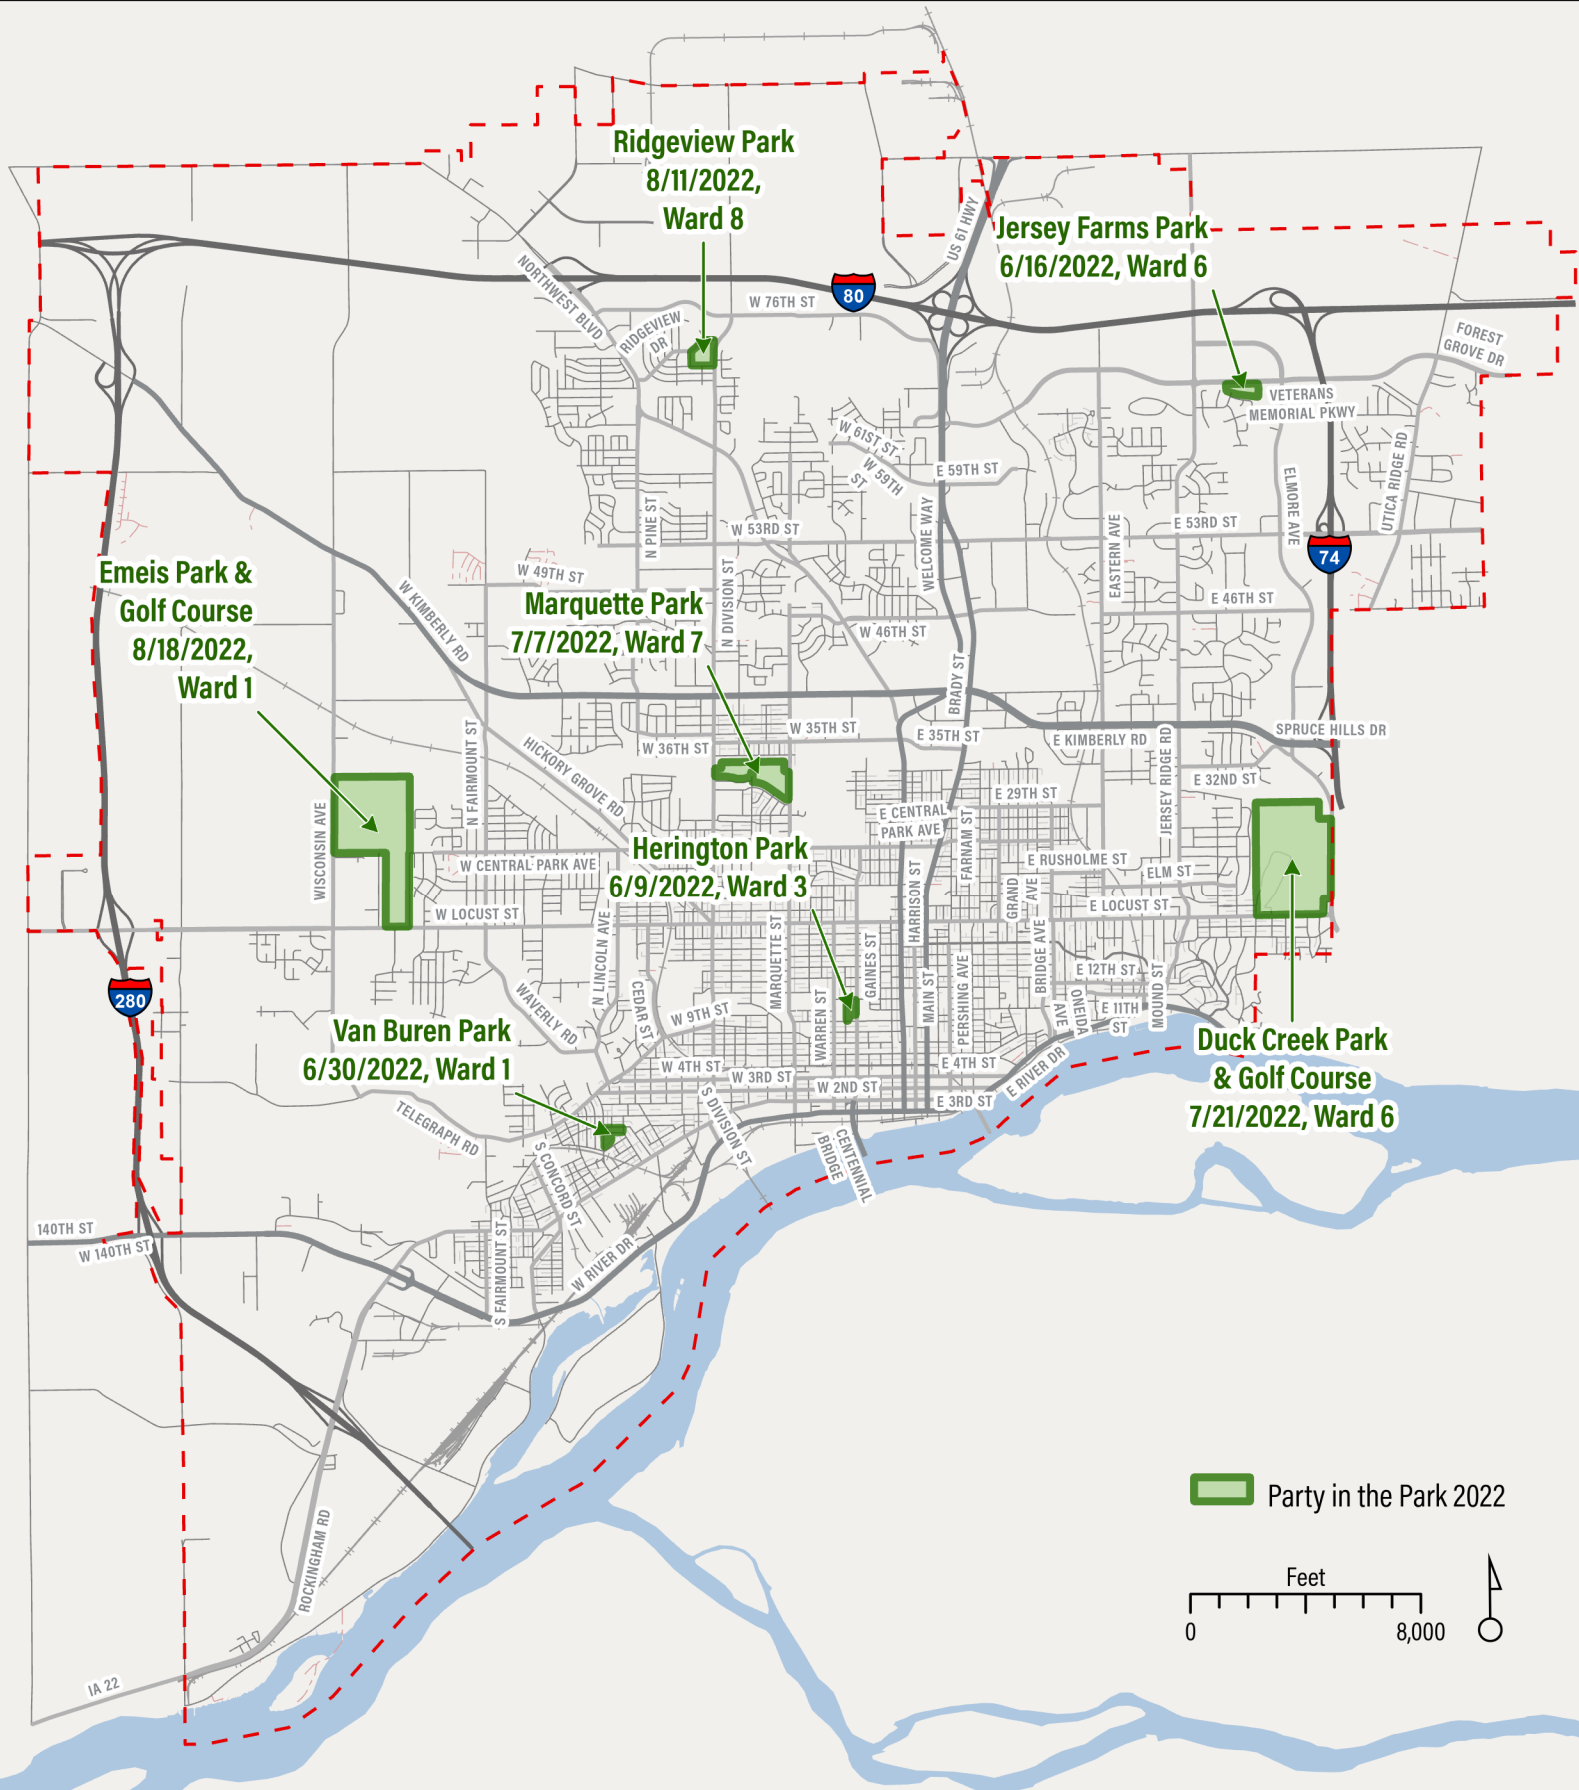 Ridgeview Park
8/11/2022,
Ward 8
Jersey Farms Park
6/16/2022, Ward 6
US 61 HWY
NORTHWEST BLVD
80
W 76TH ST
RIDGEVIEW
DR
FOREST
GROVE DR
VETERANS
MEMORIAL PKWY
W 61ST ST
W 59TH
ST
E 59TH ST
UTICA RIDGE RD
ELMORE AVE
N PINE ST
W 53RD ST
WELCOME WAY
EASTERN AVE
E 53RD ST
74
Emeis Park &
Golf Course
8/18/2022,
Ward 1
W 49TH ST
W KIMBERLY RD
Marquette Park
7/7/2022, Ward 7
N DIVISION ST
W 46TH ST
E 46TH ST
BRADY ST
N FAIRMOUNT ST
HICKORY GROVE RD
W 36TH ST
W 35TH ST
E 35TH ST
E KIMBERLY RD
JERSEY RIDGE RD
SPRUCE HILLS DR
E 32ND ST
E 29TH ST
E CENTRAL
PARK AVE
FARNAM ST
WISCONSIN AVE
W CENTRAL PARK AVE
Herington Park
6/9/2022, Ward 3
HARRISON ST
E RUSHOLME ST
ELM ST
GRAND
AVE
E LOCUST ST
W LOCUST ST
N LINCOLN AVE
MARQUETTE ST
GAINES ST
BRIDGE AVE
E 12TH ST
MOUND ST
280
WAVERLY RD
CEDAR ST
W 9TH ST
WARREN ST
MAIN ST
PERSHING AVE
ONEIDA
AVE
E 11TH
ST
Van Buren Park
6/30/2022, Ward 1
Duck Creek Park
& Golf Course
7/21/2022, Ward 6
W 4TH ST
W 3RD ST
W 2ND ST
E 4TH ST
E RIVER DR
E 3RD ST
TELEGRAPH RD
S DIVISION ST
CENTENNIAL
BRIDGE
S CONCORD ST
140TH ST
W 140TH ST
S FAIRMOUNT ST
W RIVER DR
ROCKINGHAM RD
IA 22
Party in the Park 2022
Feet
0
8,000